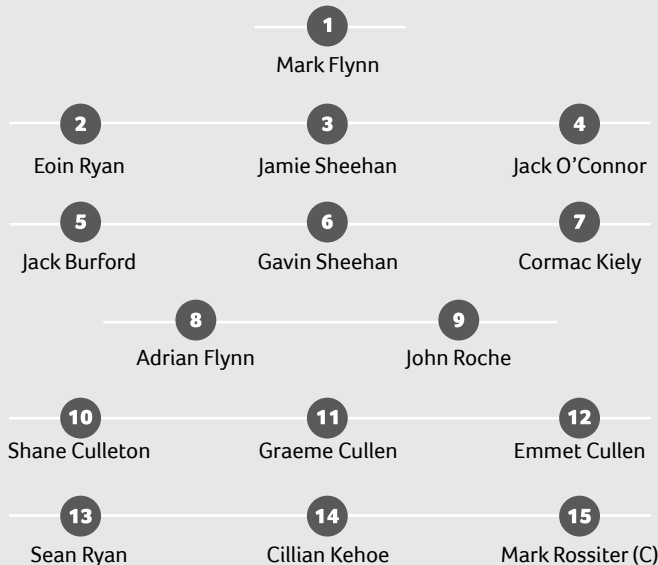 1
Mark Flynn
2 3 4
Eoin Ryan Jamie Sheehan Jack O’Connor
5 6 7
Jack Burford Gavin Sheehan Cormac Kiely
8 9
Adrian Flynn John Roche
10 11 12
Shane Culleton Graeme Cullen Emmet Cullen
13 14 15
Sean Ryan Cillian Kehoe Mark Rossiter (C)